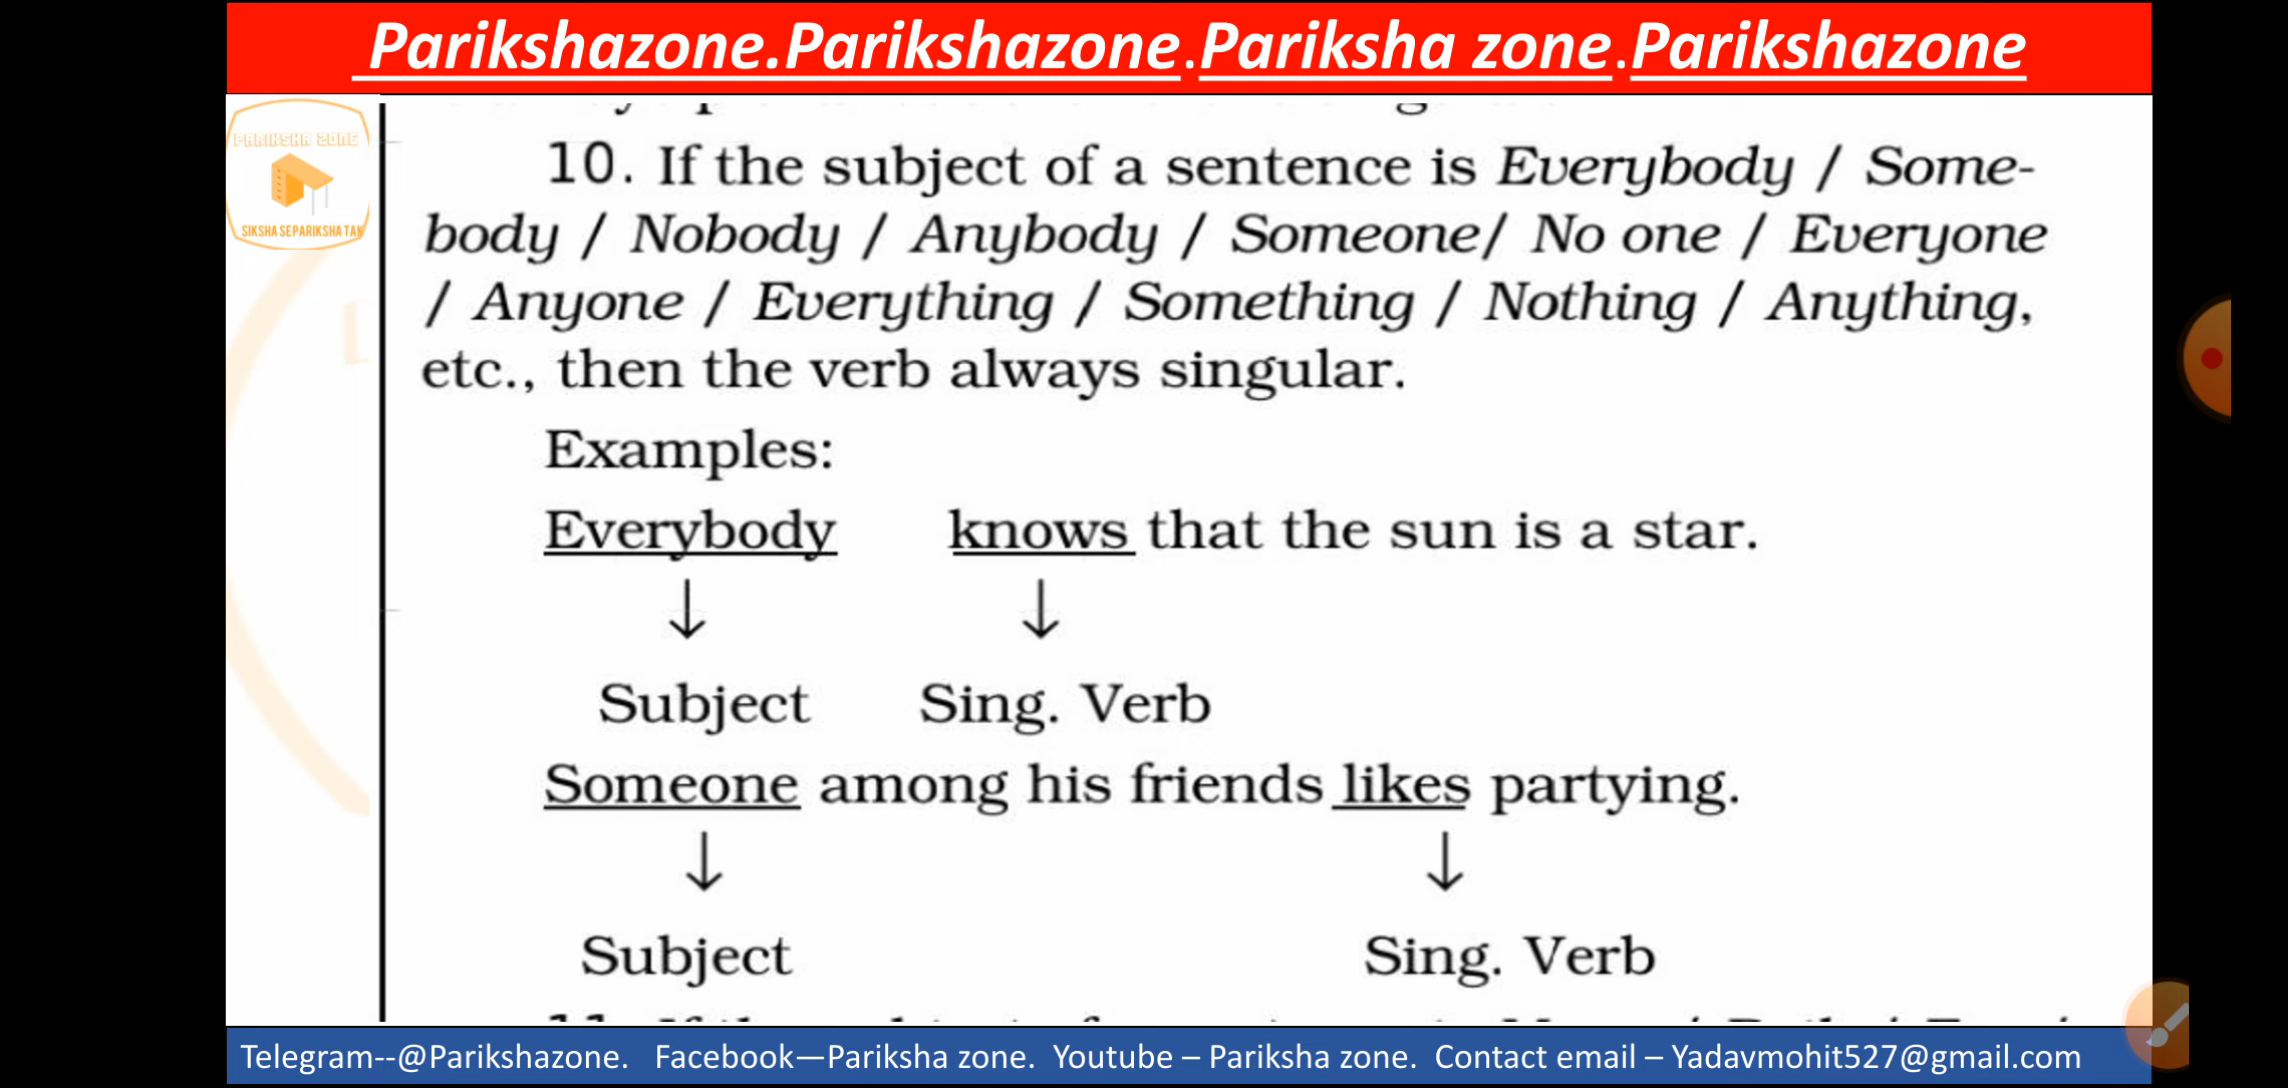 Parikshazone.Parikshazone.Pariksha zone.Parikshazone
PARIKSHA ZONE
SIKSHA SE PARIKSHA TAK
10. If the subject of a sentence is Everybody / Some-
body / Nobody / Anybody / Someone/ No one / Everyone
/ Anyone / Everything / Something / Nothing / Anything,
etc., then the verb always singular.
Examples:
Everybody knows that the sun is a star.
↓ ↓
Subject Sing. Verb
Someone among his friends likes partying.
↓ ↓
Subject Sing. Verb
Telegram--@Parikshazone. Facebook—Pariksha zone. Youtube – Pariksha zone. Contact email – Yadavmohit527@gmail.com